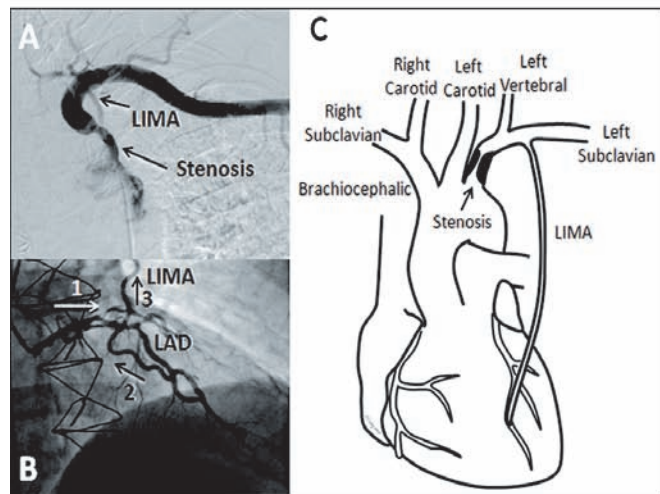 A
LIMA
Stenosis
1
LIMA
3
LAD
2
B
C
Right
Carotid
Left
Carotid
Left
Vertebral
Right
Subclavian
Left
Subclavian
Brachiocephalic
Stenosis
LIMA